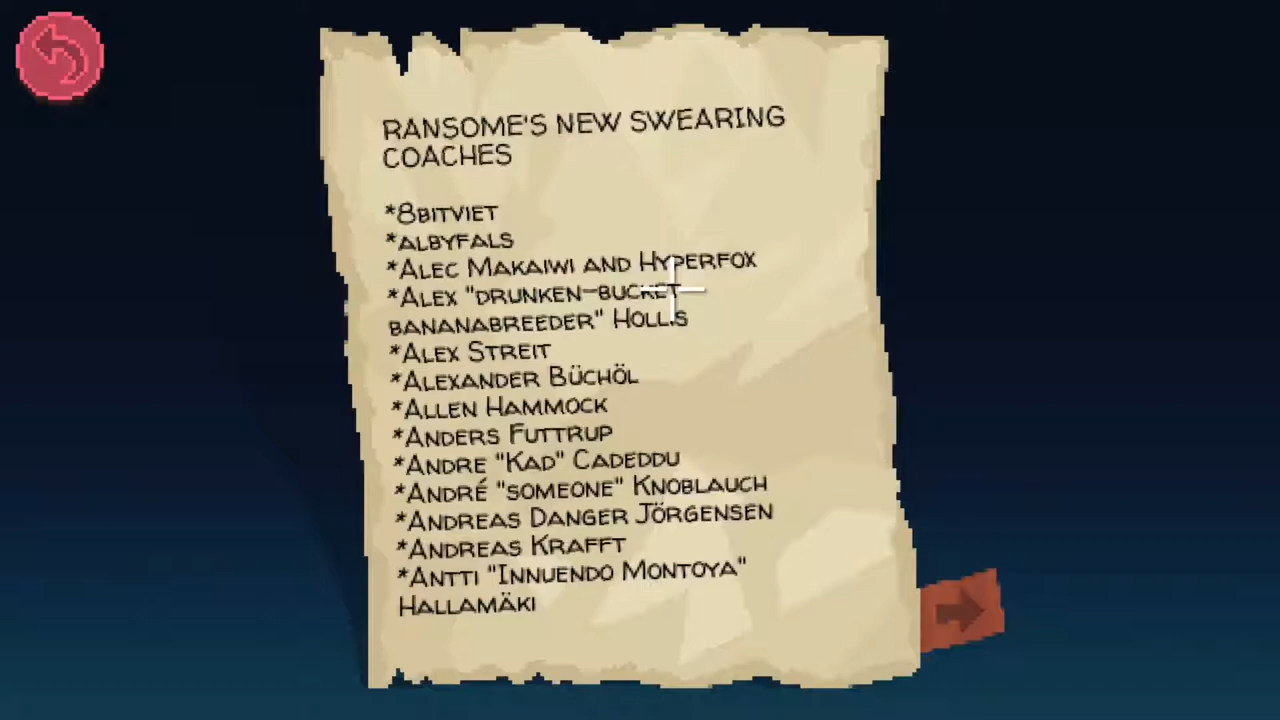 RANSOME'S NEW SWEARING
COACHES
*8BITVIET
*ALBYFALS
*ALEC MAKAIWI AND HYPERFOX
*ALEX "DRUNKEN-BUCKET
BANANABREEDER" HOLLIS
*ALEX STREIT
*ALEXANDER BÜCHÖL
*ALLEN HAMMOCK
*ANDERS FUTTRUP
*ANDRE "KAD" CADEDDU
*ANDRÉ "SOMEONE" KNOBLAUCH
*ANDREAS DANGER JÖRGENSEN
*ANDREAS KRAFFT
*ANTTI "INNUENDO MONTOYA"
HALLAMÄKI